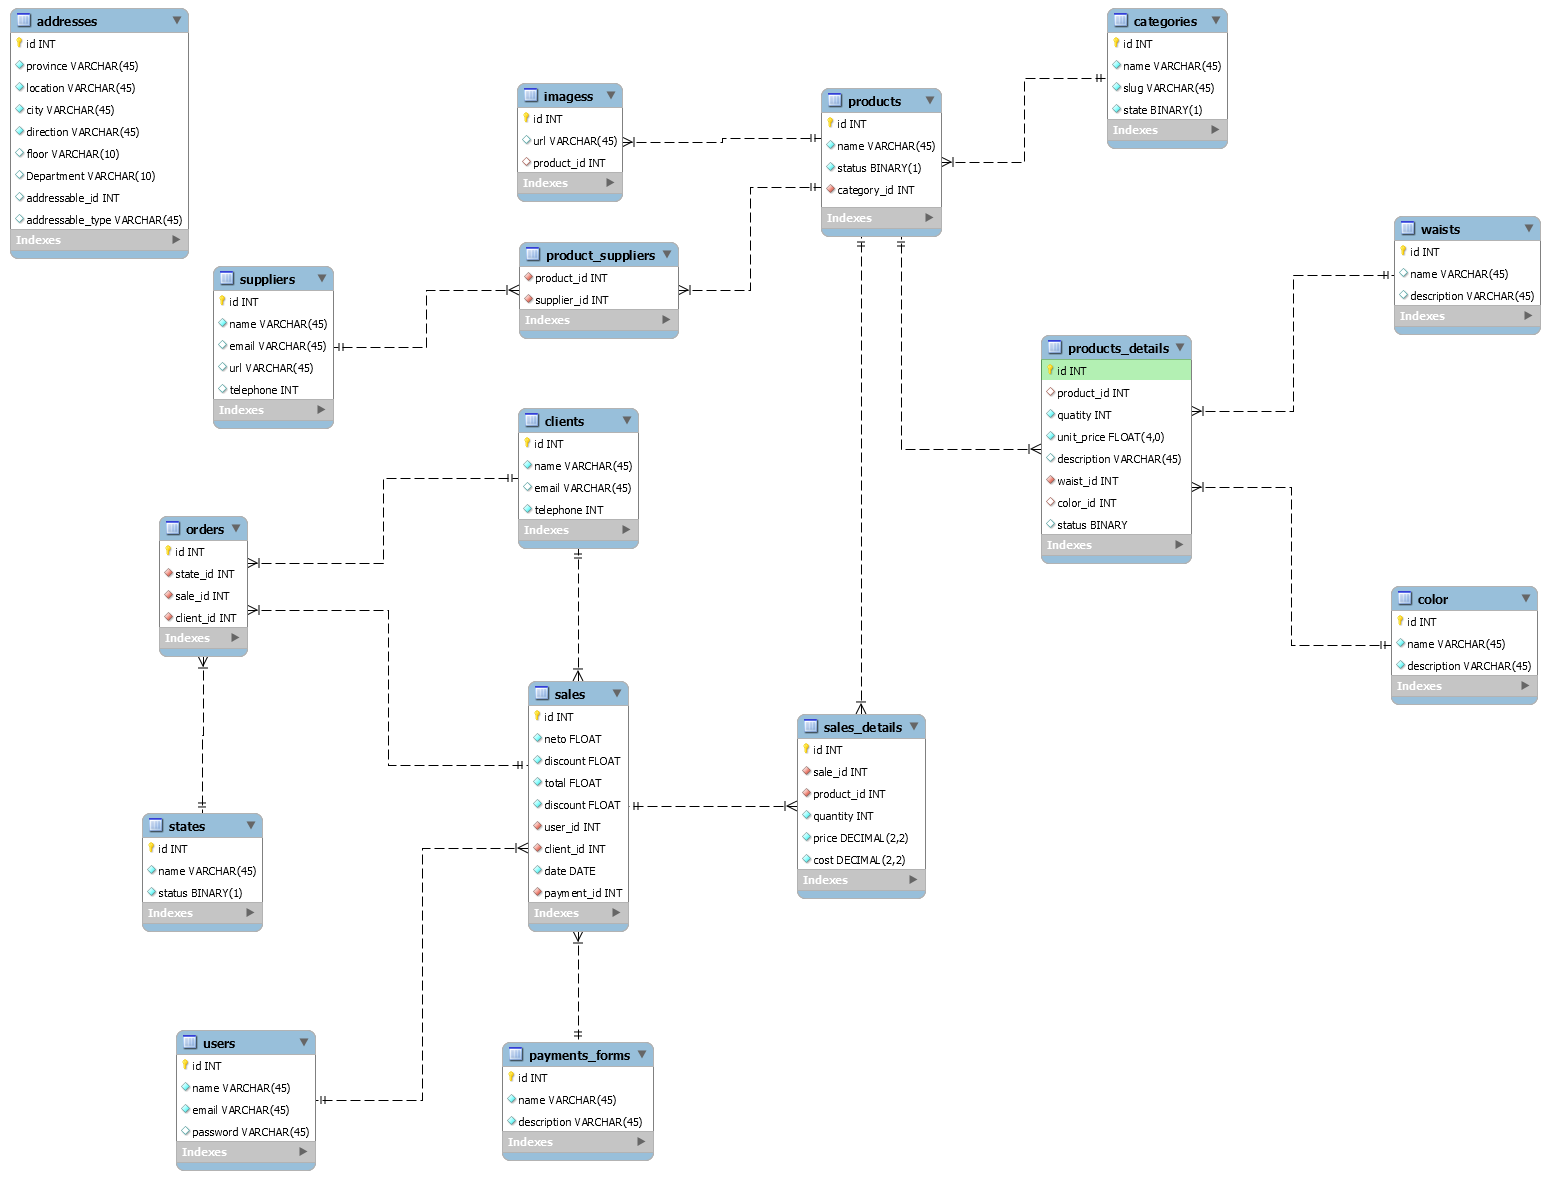 addresses
id INT
province VARCHAR(45)
location VARCHAR(45)
city VARCHAR(45)
direction VARCHAR(45)
floor VARCHAR(10)
Department VARCHAR(10)
addressable_id INT
addressable_type VARCHAR(45)
Indexes
categories
id INT
name VARCHAR(45)
slug VARCHAR(45)
state BINARY(1)
Indexes
imagess
id INT
url VARCHAR(45)
product_id INT
Indexes
products
id INT
name VARCHAR(45)
status BINARY(1)
category_id INT
Indexes
waists
id INT
name VARCHAR(45)
description VARCHAR(45)
Indexes
product_suppliers
product_id INT
supplier_id INT
Indexes
suppliers
id INT
name VARCHAR(45)
email VARCHAR(45)
url VARCHAR(45)
telephone INT
Indexes
products_details
id INT
product_id INT
quatity INT
unit_price FLOAT(4,0)
description VARCHAR(45)
waist_id INT
color_id INT
status BINARY
Indexes
clients
id INT
name VARCHAR(45)
email VARCHAR(45)
telephone INT
Indexes
orders
id INT
state_id INT
sale_id INT
client_id INT
Indexes
color
id INT
name VARCHAR(45)
description VARCHAR(45)
Indexes
sales
id INT
neto FLOAT
discount FLOAT
total FLOAT
discount FLOAT
user_id INT
client_id INT
date DATE
payment_id INT
Indexes
sales_details
id INT
sale_id INT
product_id INT
quantity INT
price DECIMAL(2,2)
cost DECIMAL(2,2)
Indexes
states
id INT
name VARCHAR(45)
status BINARY(1)
Indexes
users
id INT
name VARCHAR(45)
email VARCHAR(45)
password VARCHAR(45)
Indexes
payments_forms
id INT
name VARCHAR(45)
description VARCHAR(45)
Indexes